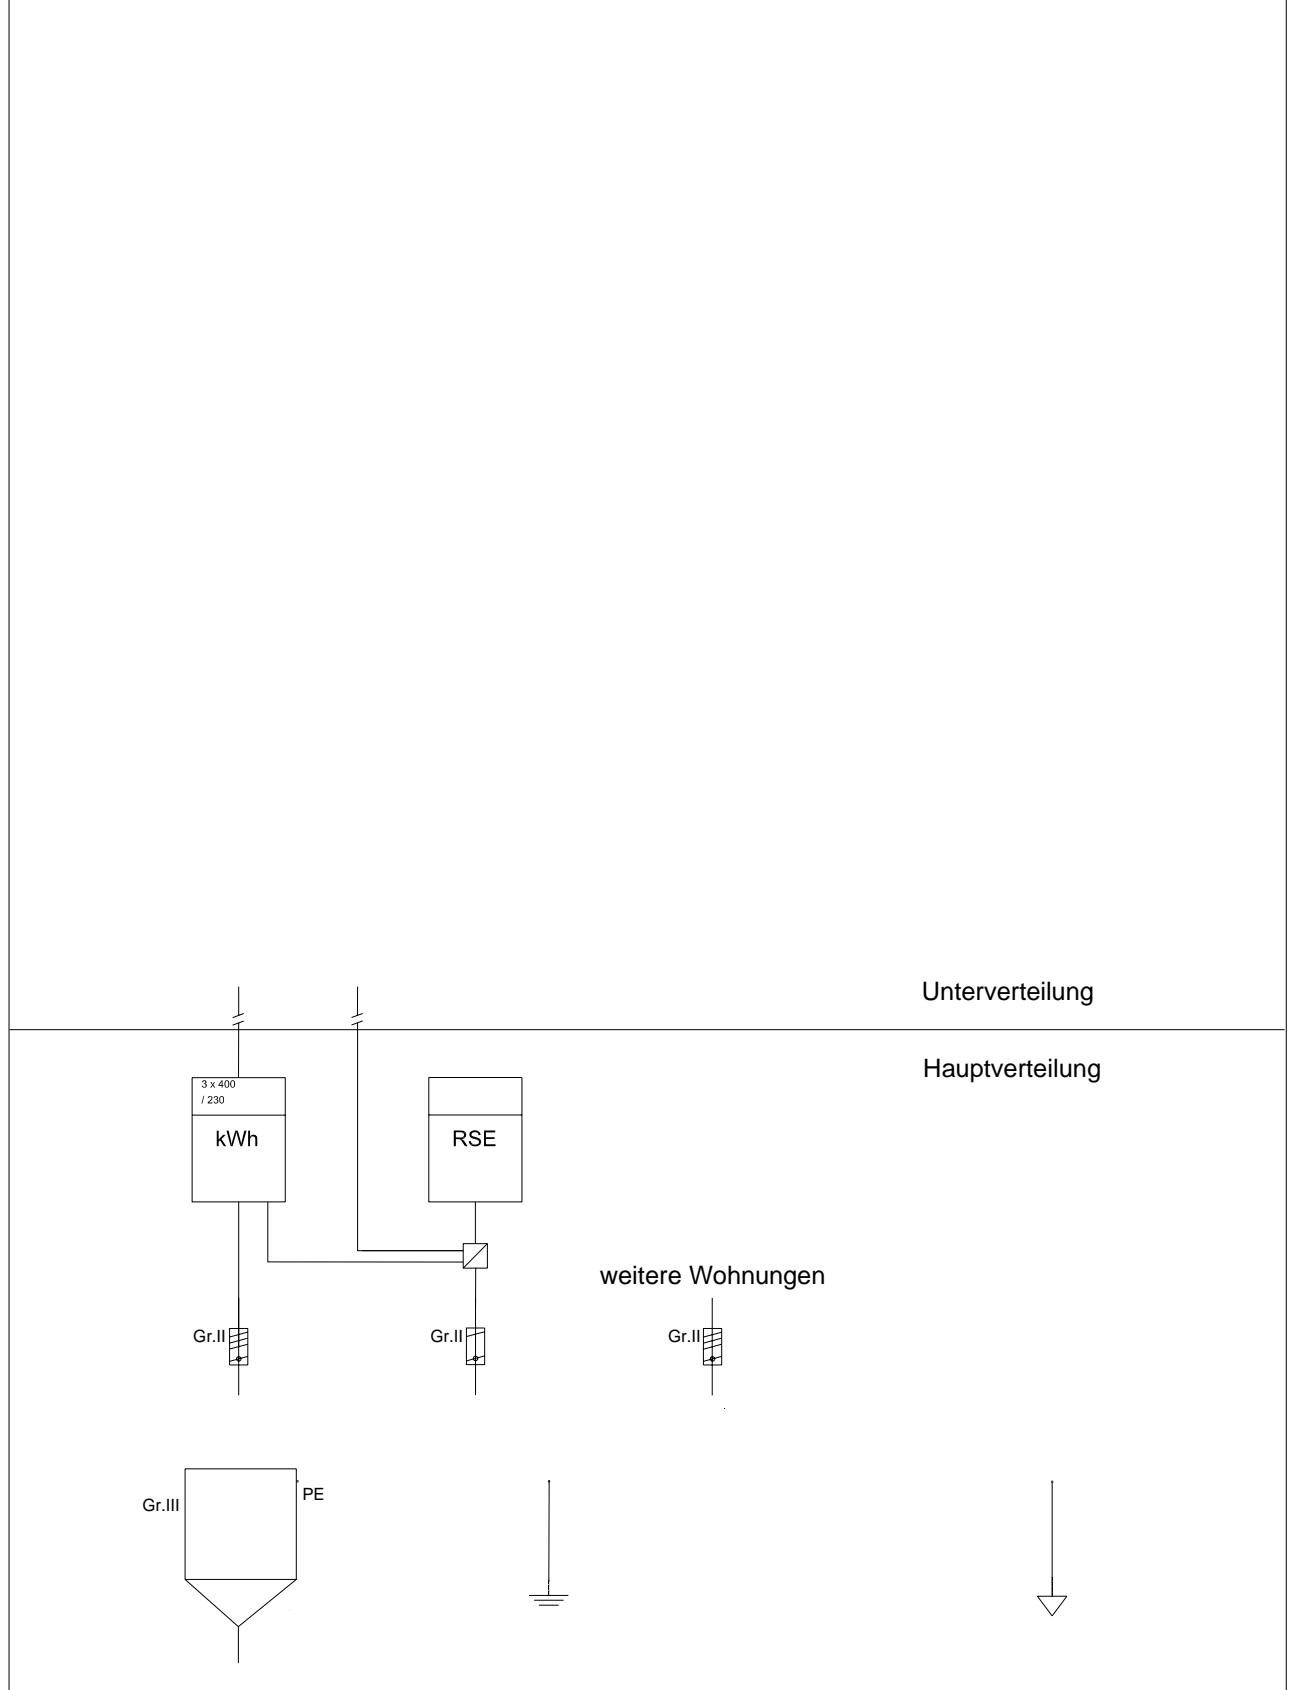 Unterverteilung
Hauptverteilung
3 x 400
/ 230
kWh
RSE
weitere Wohnungen
Gr.II
Gr.II
Gr.II
Gr.III
PE